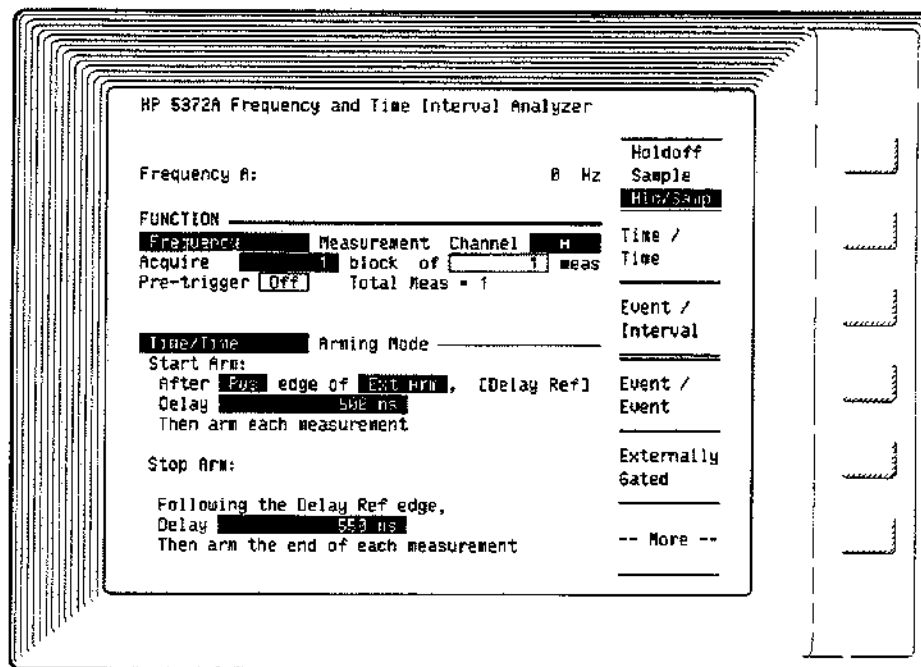 HP 5372A Frequency and Time Interval Analyzer
Frequency A: 0 Hz
FUNCTION
Frequency Measurement Channel A
Acquire 1 block of 1 meas
Pre-trigger Off Total Meas = 1
Time/Time Arming Mode
Start Arm:
After Pos edge of Ext Arm, [Delay Ref]
Delay 500 ns
Then arm each measurement
Stop Arm:
Following the Delay Ref edge,
Delay
Then arm the end of each measurement
Holdoff
Sample
Hld/Samp
Time /
Time
Event /
Interval
Event /
Event
Externally
Gated
-- More --